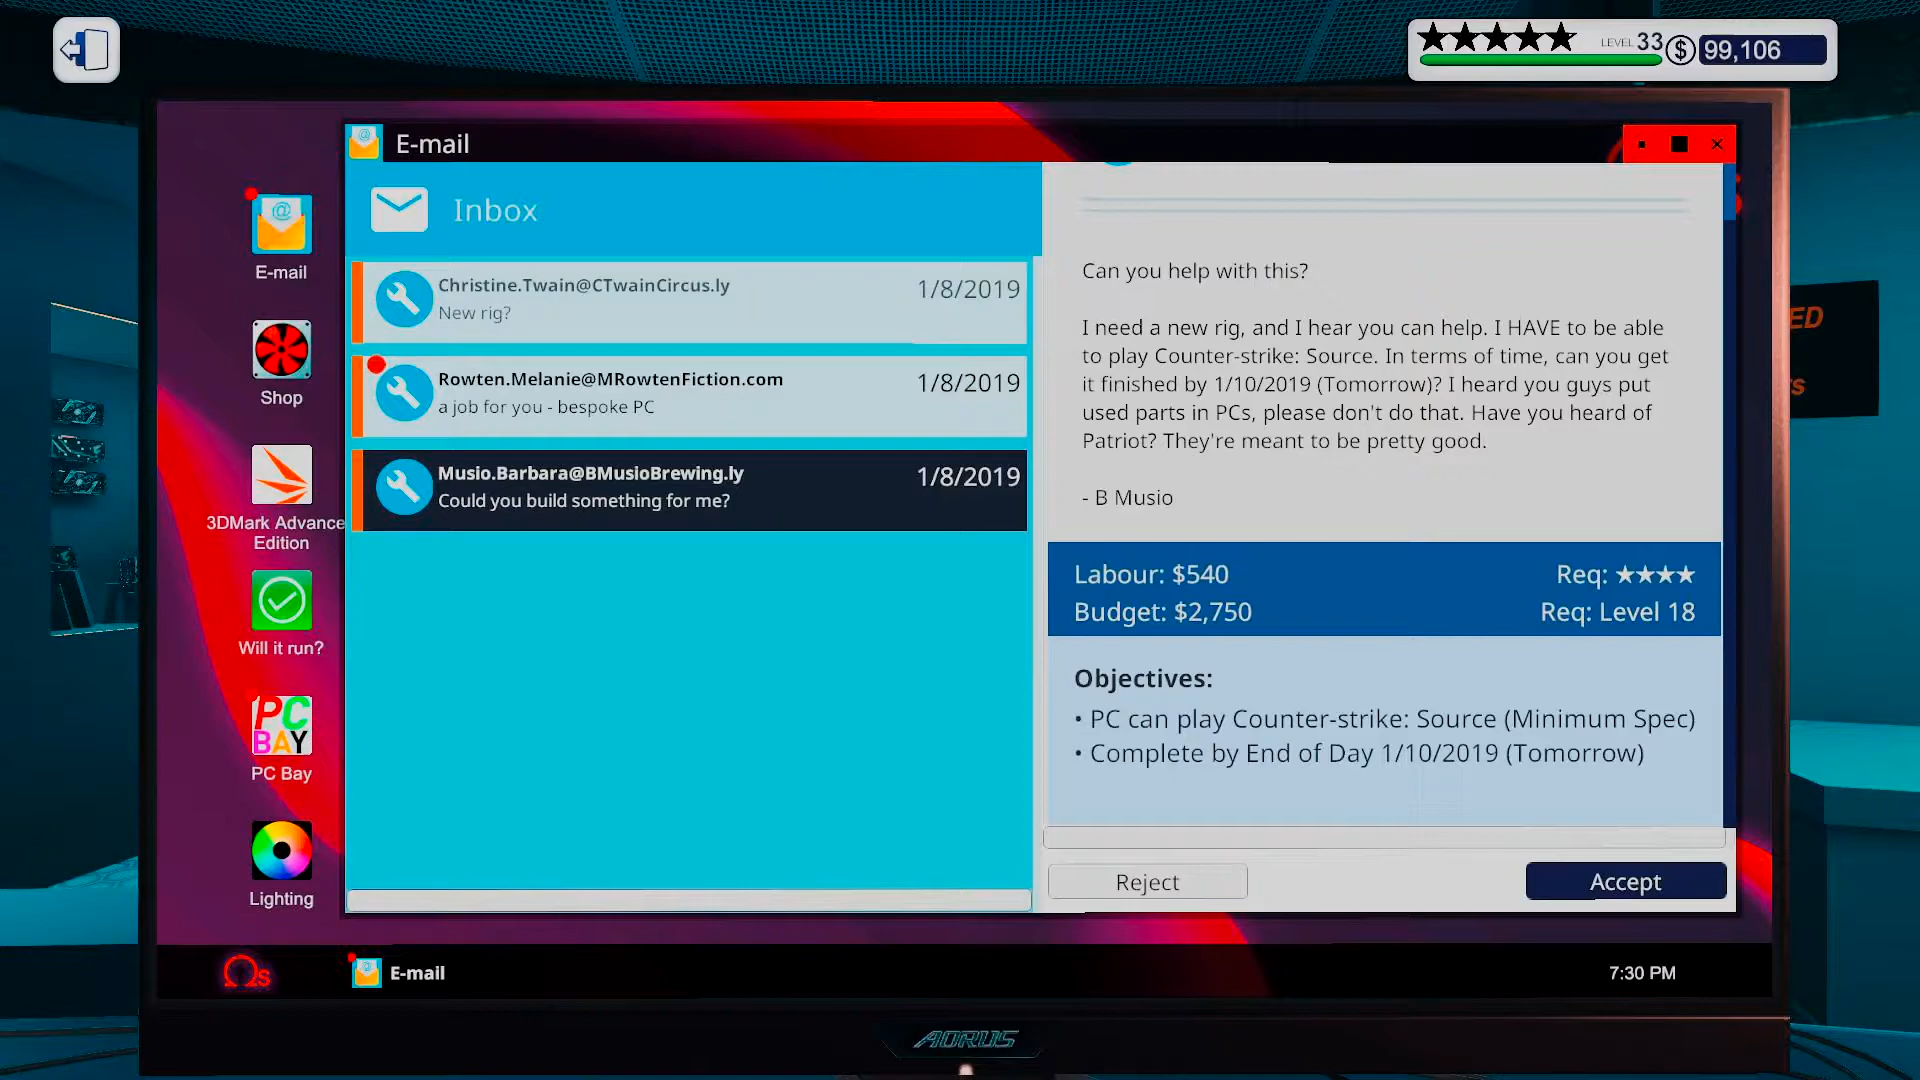 ★★★★★ LEVEL 33 $ 99,106
E-mail
Inbox
Christine.Twain@CTwainCircus.ly 1/8/2019
New rig?
Rowten.Melanie@MRowtenFiction.com 1/8/2019
a job for you - bespoke PC
Musio.Barbara@BMusioBrewing.ly 1/8/2019
Could you build something for me?
E-mail
Shop
3DMark Advance
Edition
Will it run?
PC
BAY
PC Bay
Lighting
Can you help with this?
I need a new rig, and I hear you can help. I HAVE to be able
to play Counter-strike: Source. In terms of time, can you get
it finished by 1/10/2019 (Tomorrow)? I heard you guys put
used parts in PCs, please don't do that. Have you heard of
Patriot? They're meant to be pretty good.
- B Musio
Labour: $540 Req: ★★★★
Budget: $2,750 Req: Level 18
Objectives:
• PC can play Counter-strike: Source (Minimum Spec)
• Complete by End of Day 1/10/2019 (Tomorrow)
Reject Accept
ED
Ωs E-mail 7:30 PM
AORUS